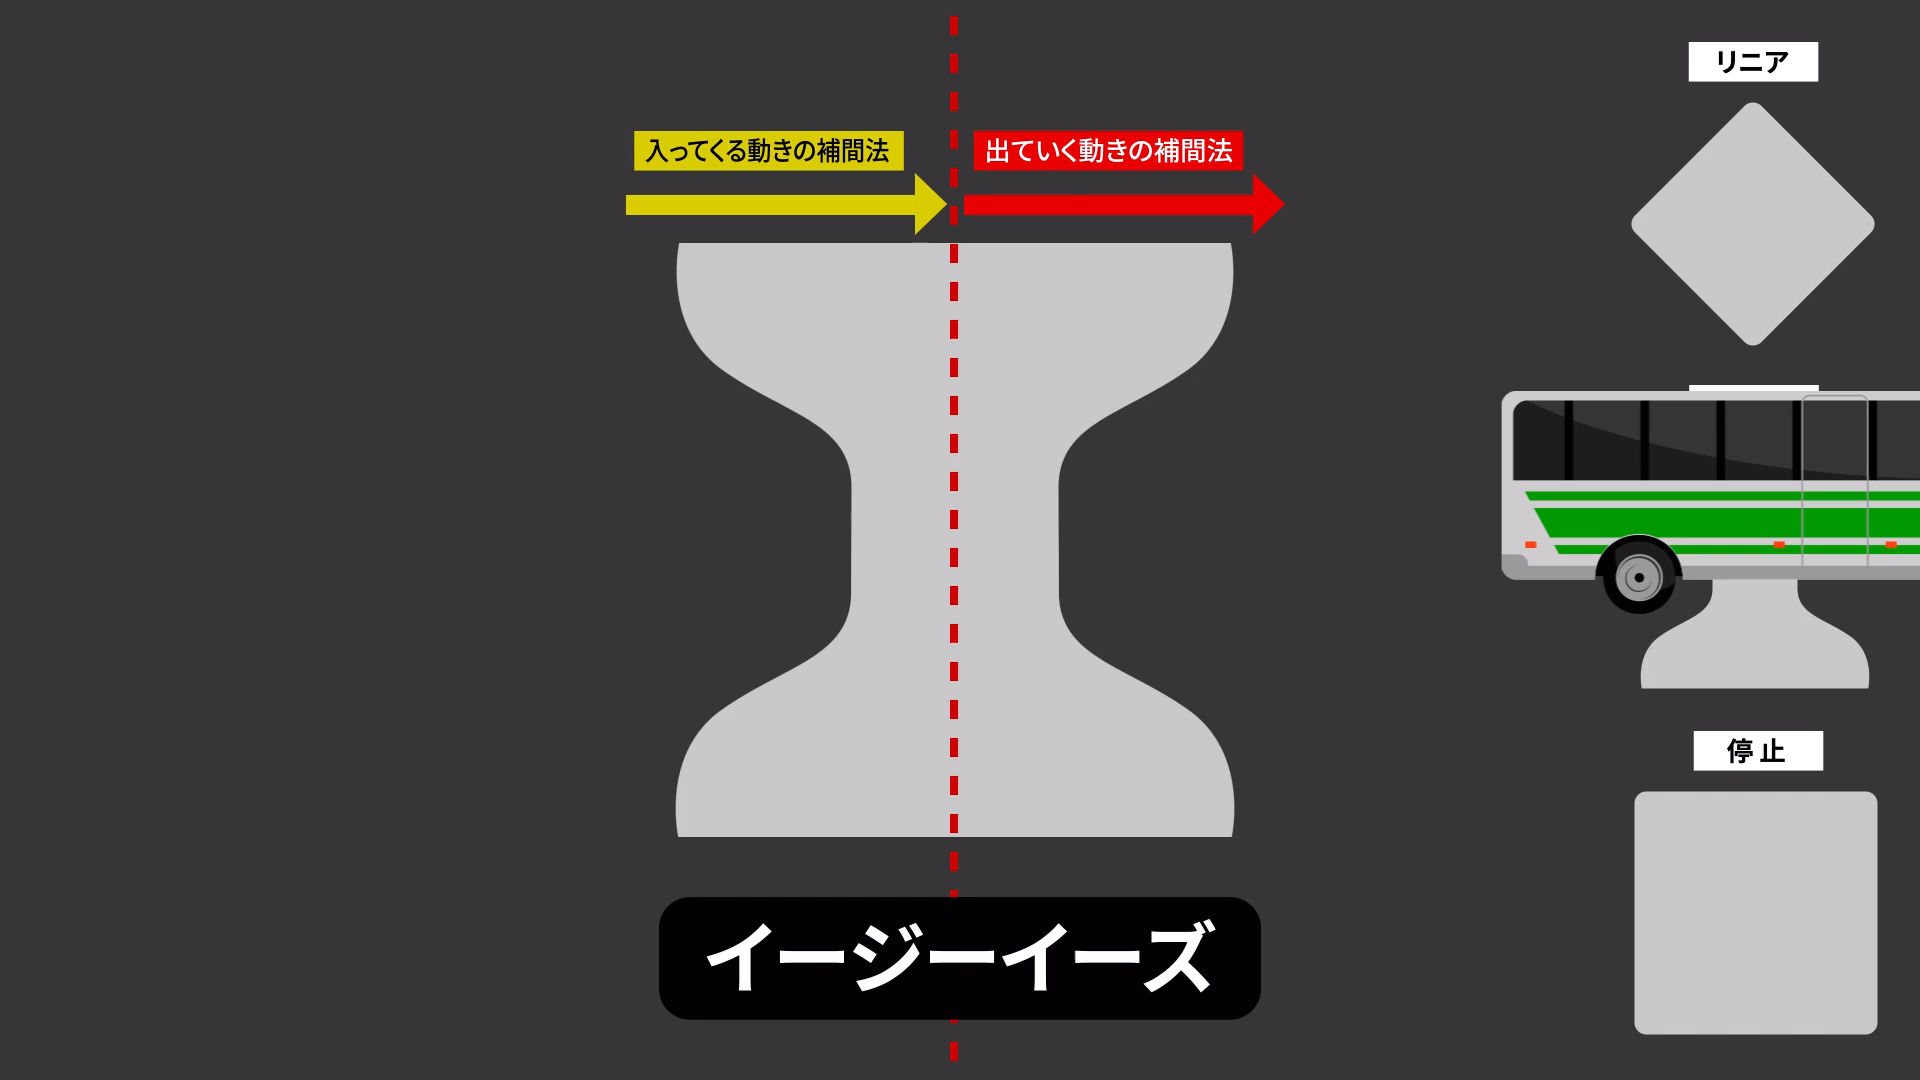 リニア
入ってくる動きの補間法
出ていく動きの補間法
停止
イージーイーズ